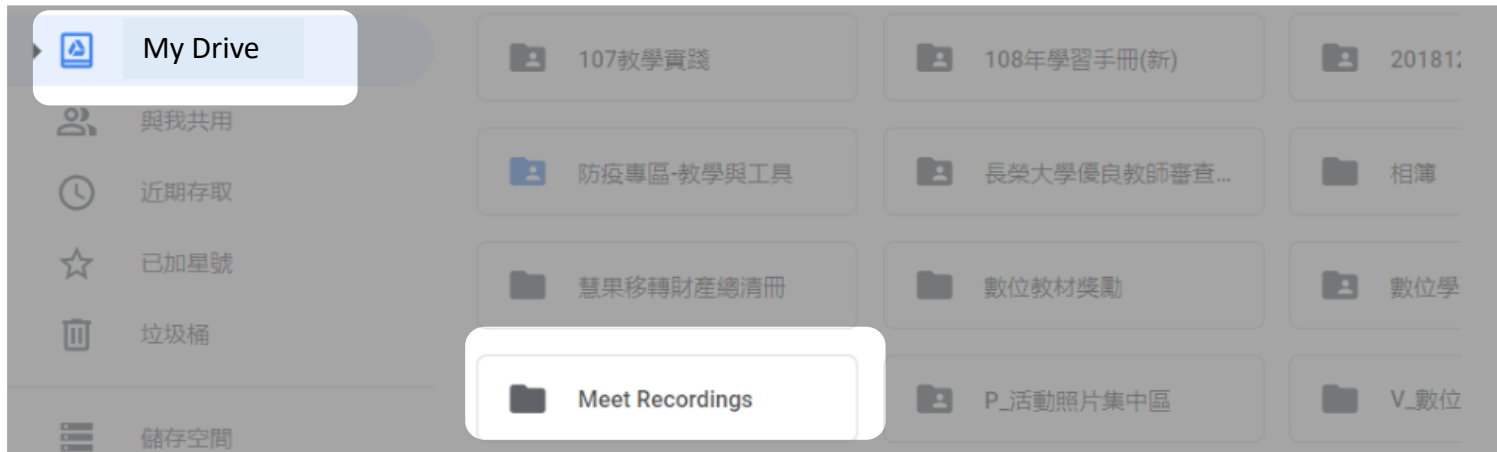 My Drive
與我共用
近期存取
已加星號
垃圾桶
儲存空間
107教學實踐
108年學習手冊(新)
防疫專區-教學與工具
長榮大學優良教師審查...
相簿
慧果移轉財產總清冊
數位教材獎勵
數位學
Meet Recordings
P_活動照片集中區
V_數位